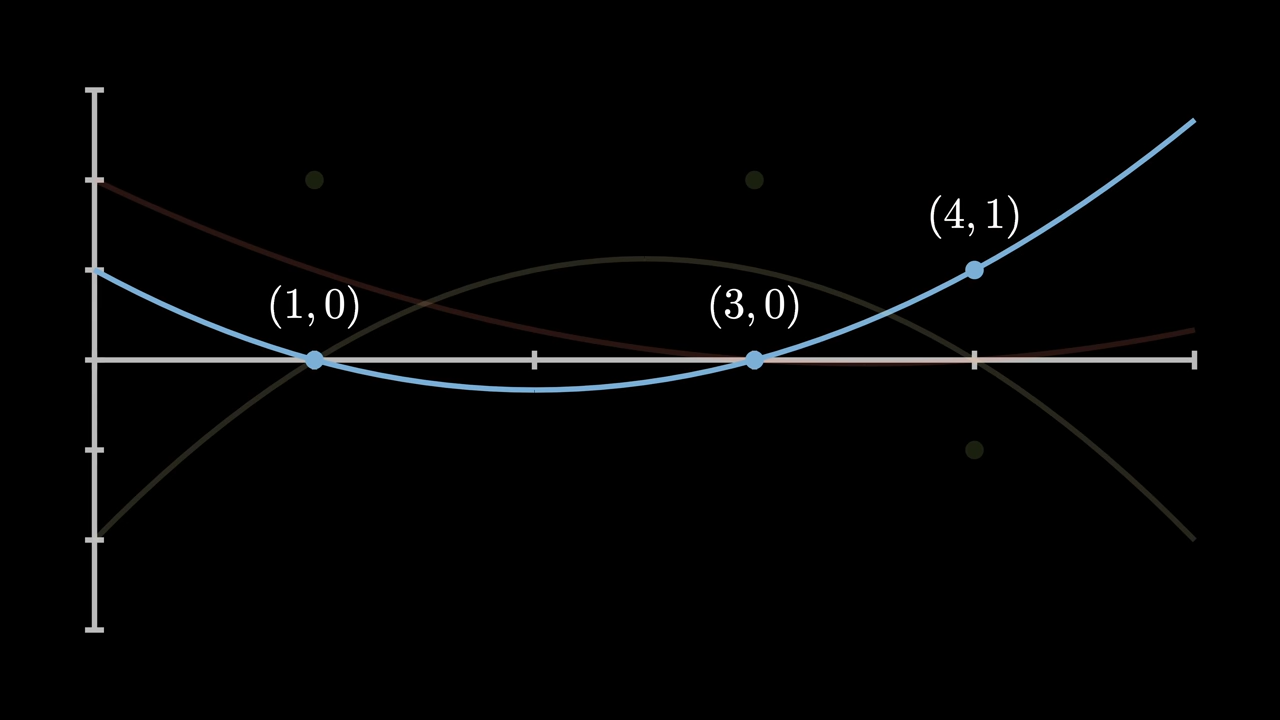 (4, 1)
(1, 0)
(3, 0)